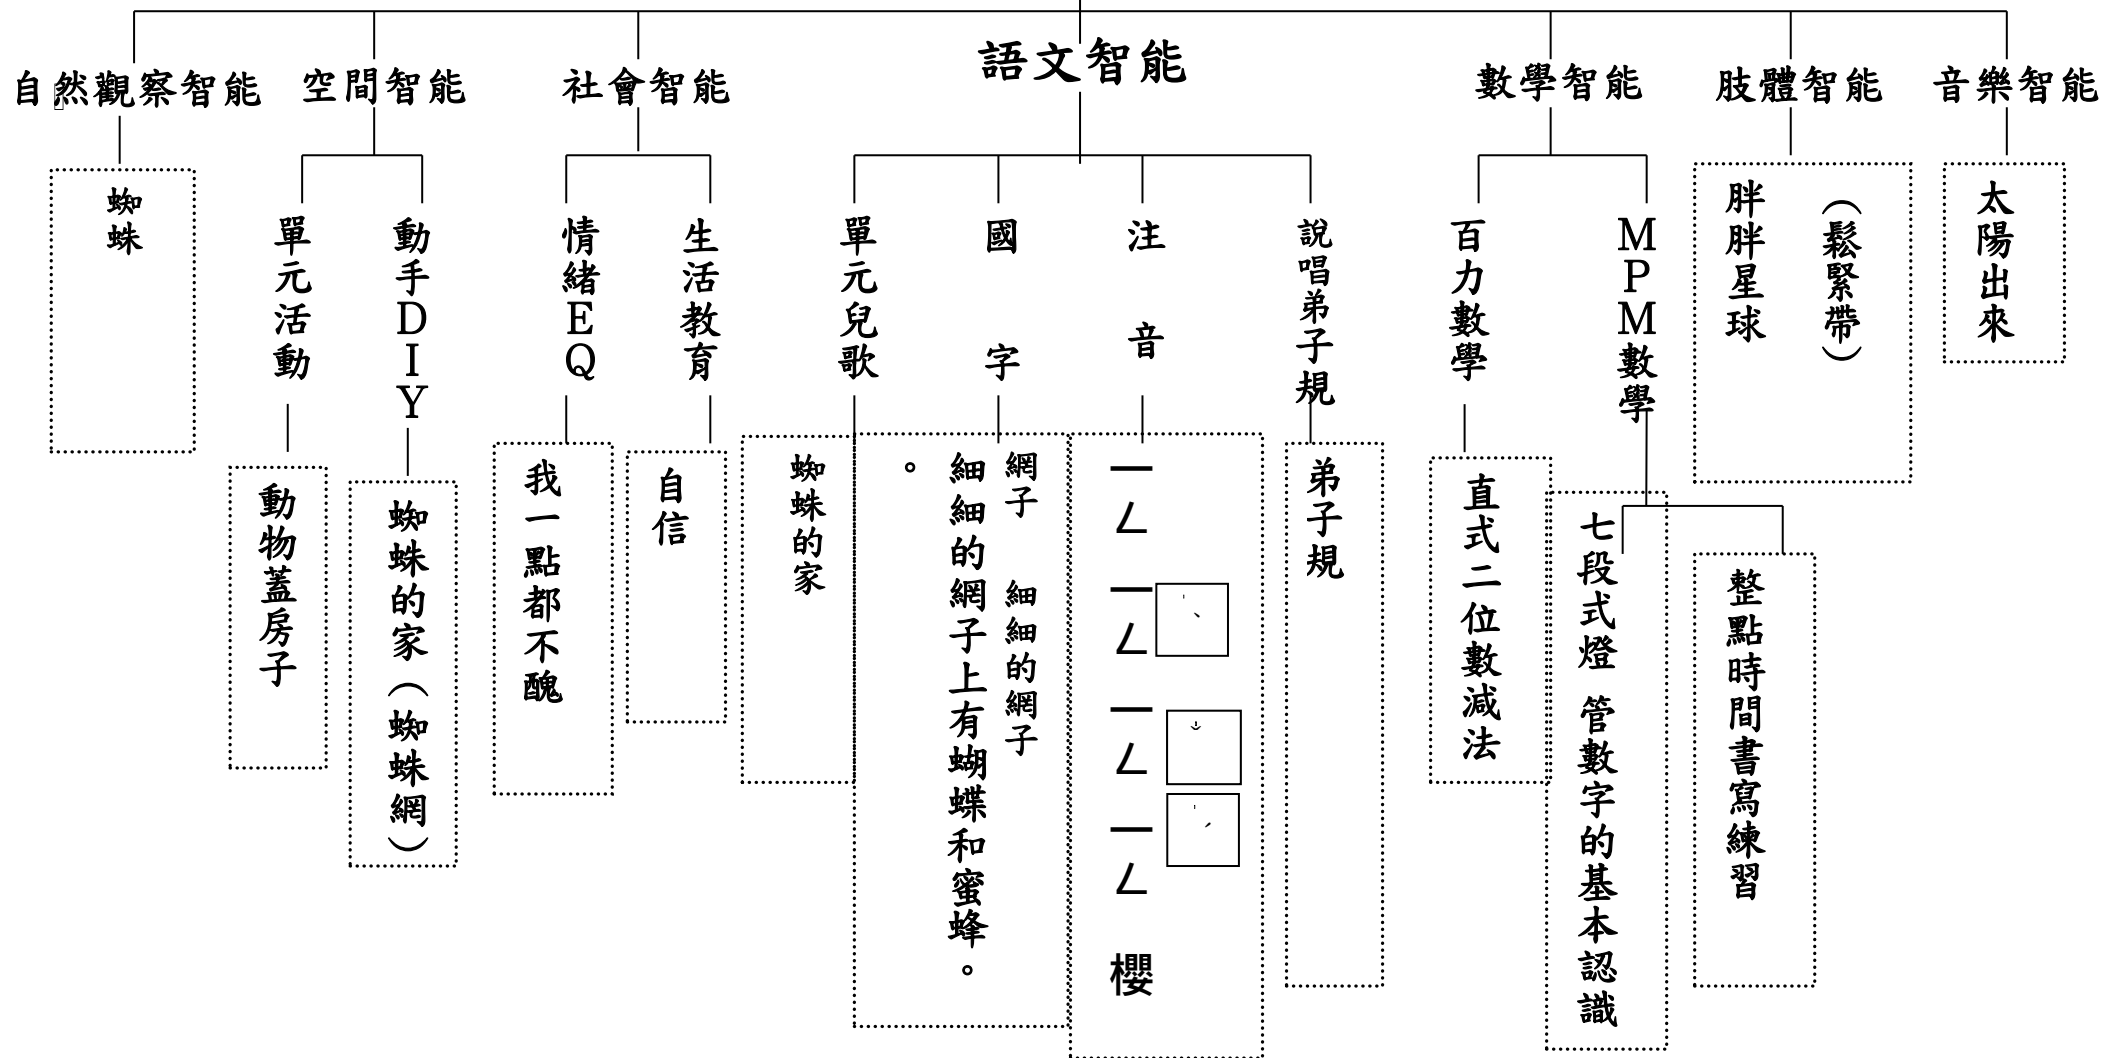 自然觀察智能
空間智能
社會智能
語文智能
數學智能
肢體智能
音樂智能
蜘蛛
單元活動
動手DIY
情緒EQ
生活教育
單元兒歌
國字
注音
說唱弟子規
百力數學
MPM數學
胖胖星球
(鬆緊帶)
太陽出來
動物蓋房子
蜘蛛的家(蜘蛛網)
我一點都不醜
自信
蜘蛛的家
網子 細細的網子
細細的網子上有蝴蝶和蜜蜂。
。
ㄧㄥ ㄧㄥˋ ㄧㄥˇ ㄧㄥˊ 櫻
弟子規
直式二位數減法
七段式燈管數字的基本認識
整點時間書寫練習